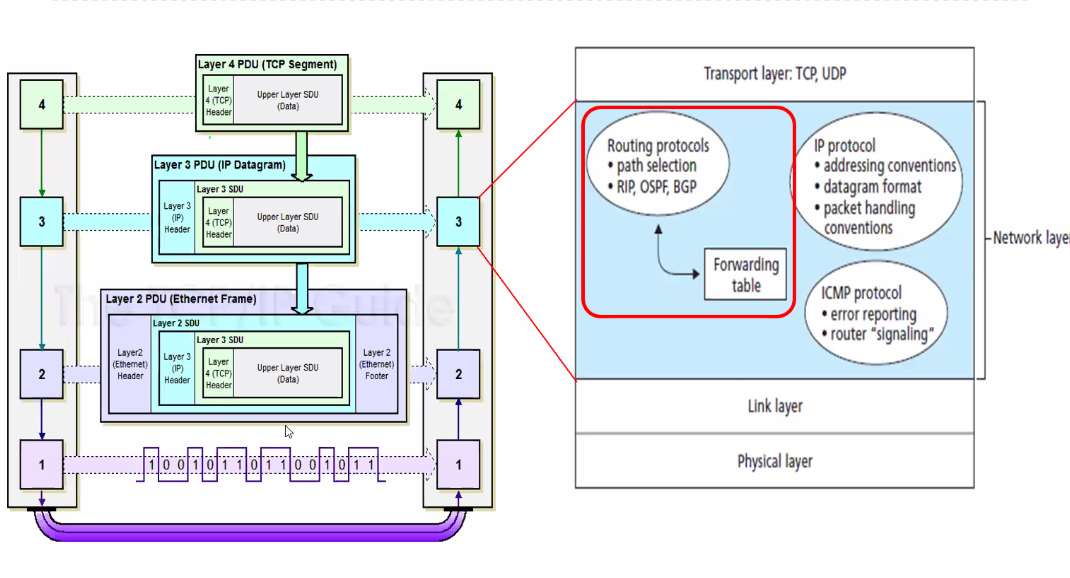 Layer 4 PDU (TCP Segment)
Layer
4 (TCP)
Header
Upper Layer SDU
(Data)
4
4
Layer 3 PDU (IP Datagram)
Layer 3 SDU
Layer 3
(IP)
Header
Layer
4 (TCP)
Header
Upper Layer SDU
(Data)
3
3
The TCP/IP Guide
Layer 2 PDU (Ethernet Frame)
Layer 2 SDU
Layer 3 SDU
Layer2
(Ethernet)
Header
Layer 3
(IP)
Header
Layer
4 (TCP)
Header
Upper Layer SDU
(Data)
Layer 2
(Ethernet)
Footer
2
2
1
1 0 0 1 0 1 1 0 1 1 0 0 1 0 1 1
1
Transport layer: TCP, UDP
Routing protocols
• path selection
• RIP, OSPF, BGP
Forwarding
table
IP protocol
• addressing conventions
• datagram format
• packet handling
conventions
ICMP protocol
• error reporting
• router “signaling”
Network laye
Link layer
Physical layer